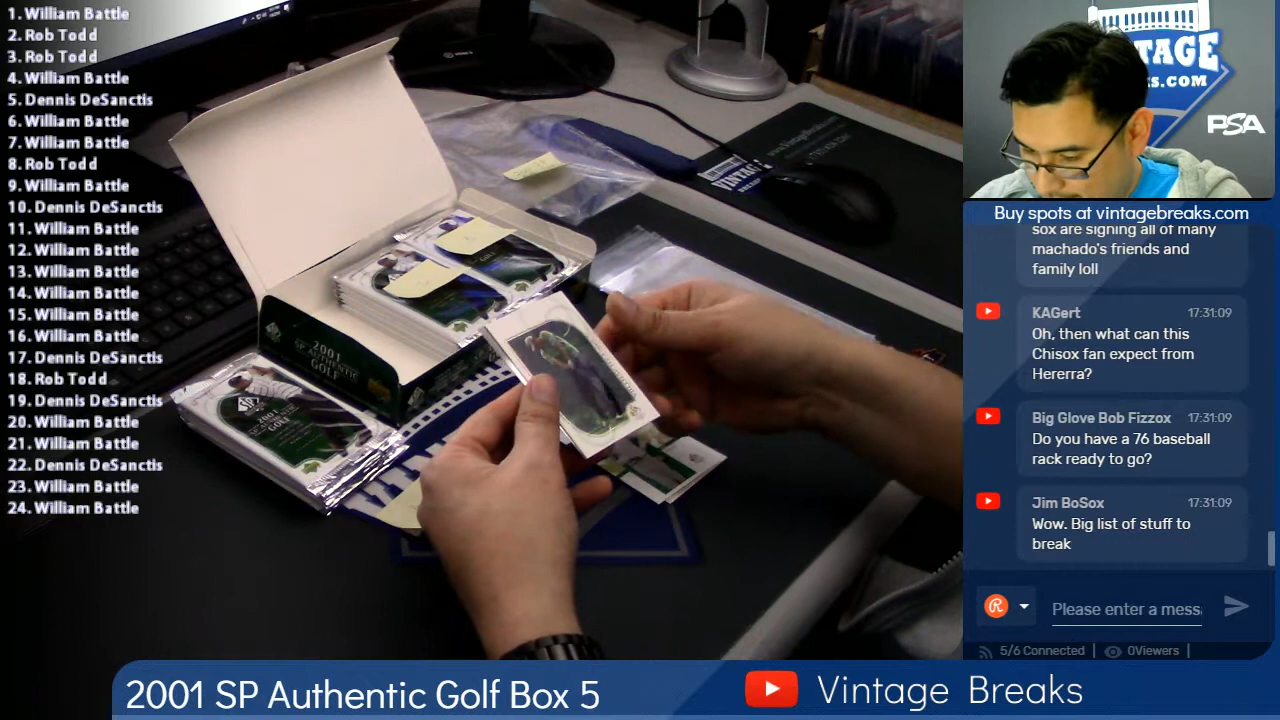 1. William Battle
2. Rob Todd
3. Rob Todd
4. William Battle
5. Dennis DeSanctis
6. William Battle
7. William Battle
8. Rob Todd
9. William Battle
10. Dennis DeSanctis
11. William Battle
12. William Battle
13. William Battle
14. William Battle
15. William Battle
16. William Battle
17. Dennis DeSanctis
18. Rob Todd
19. Dennis DeSanctis
20. William Battle
21. William Battle
22. Dennis DeSanctis
23. William Battle
24. William Battle
VINTAGE
2001
SP AUTHENTIC
GOLF
2001
GOLF
TAGE
KS.COM
PSA
Buy spots at vintagebreaks.com
sox are signing all of many
machado's friends and
family loll
KAGert 17:31:09
Oh, then what can this
Chisox fan expect from
Hererra?
Big Glove Bob Fizzox 17:31:09
Do you have a 76 baseball
rack ready to go?
Jim BoSox 17:31:09
Wow. Big list of stuff to
break
Please enter a mess
5/6 Connected | 0Viewers |
2001 SP Authentic Golf Box 5
Vintage Breaks